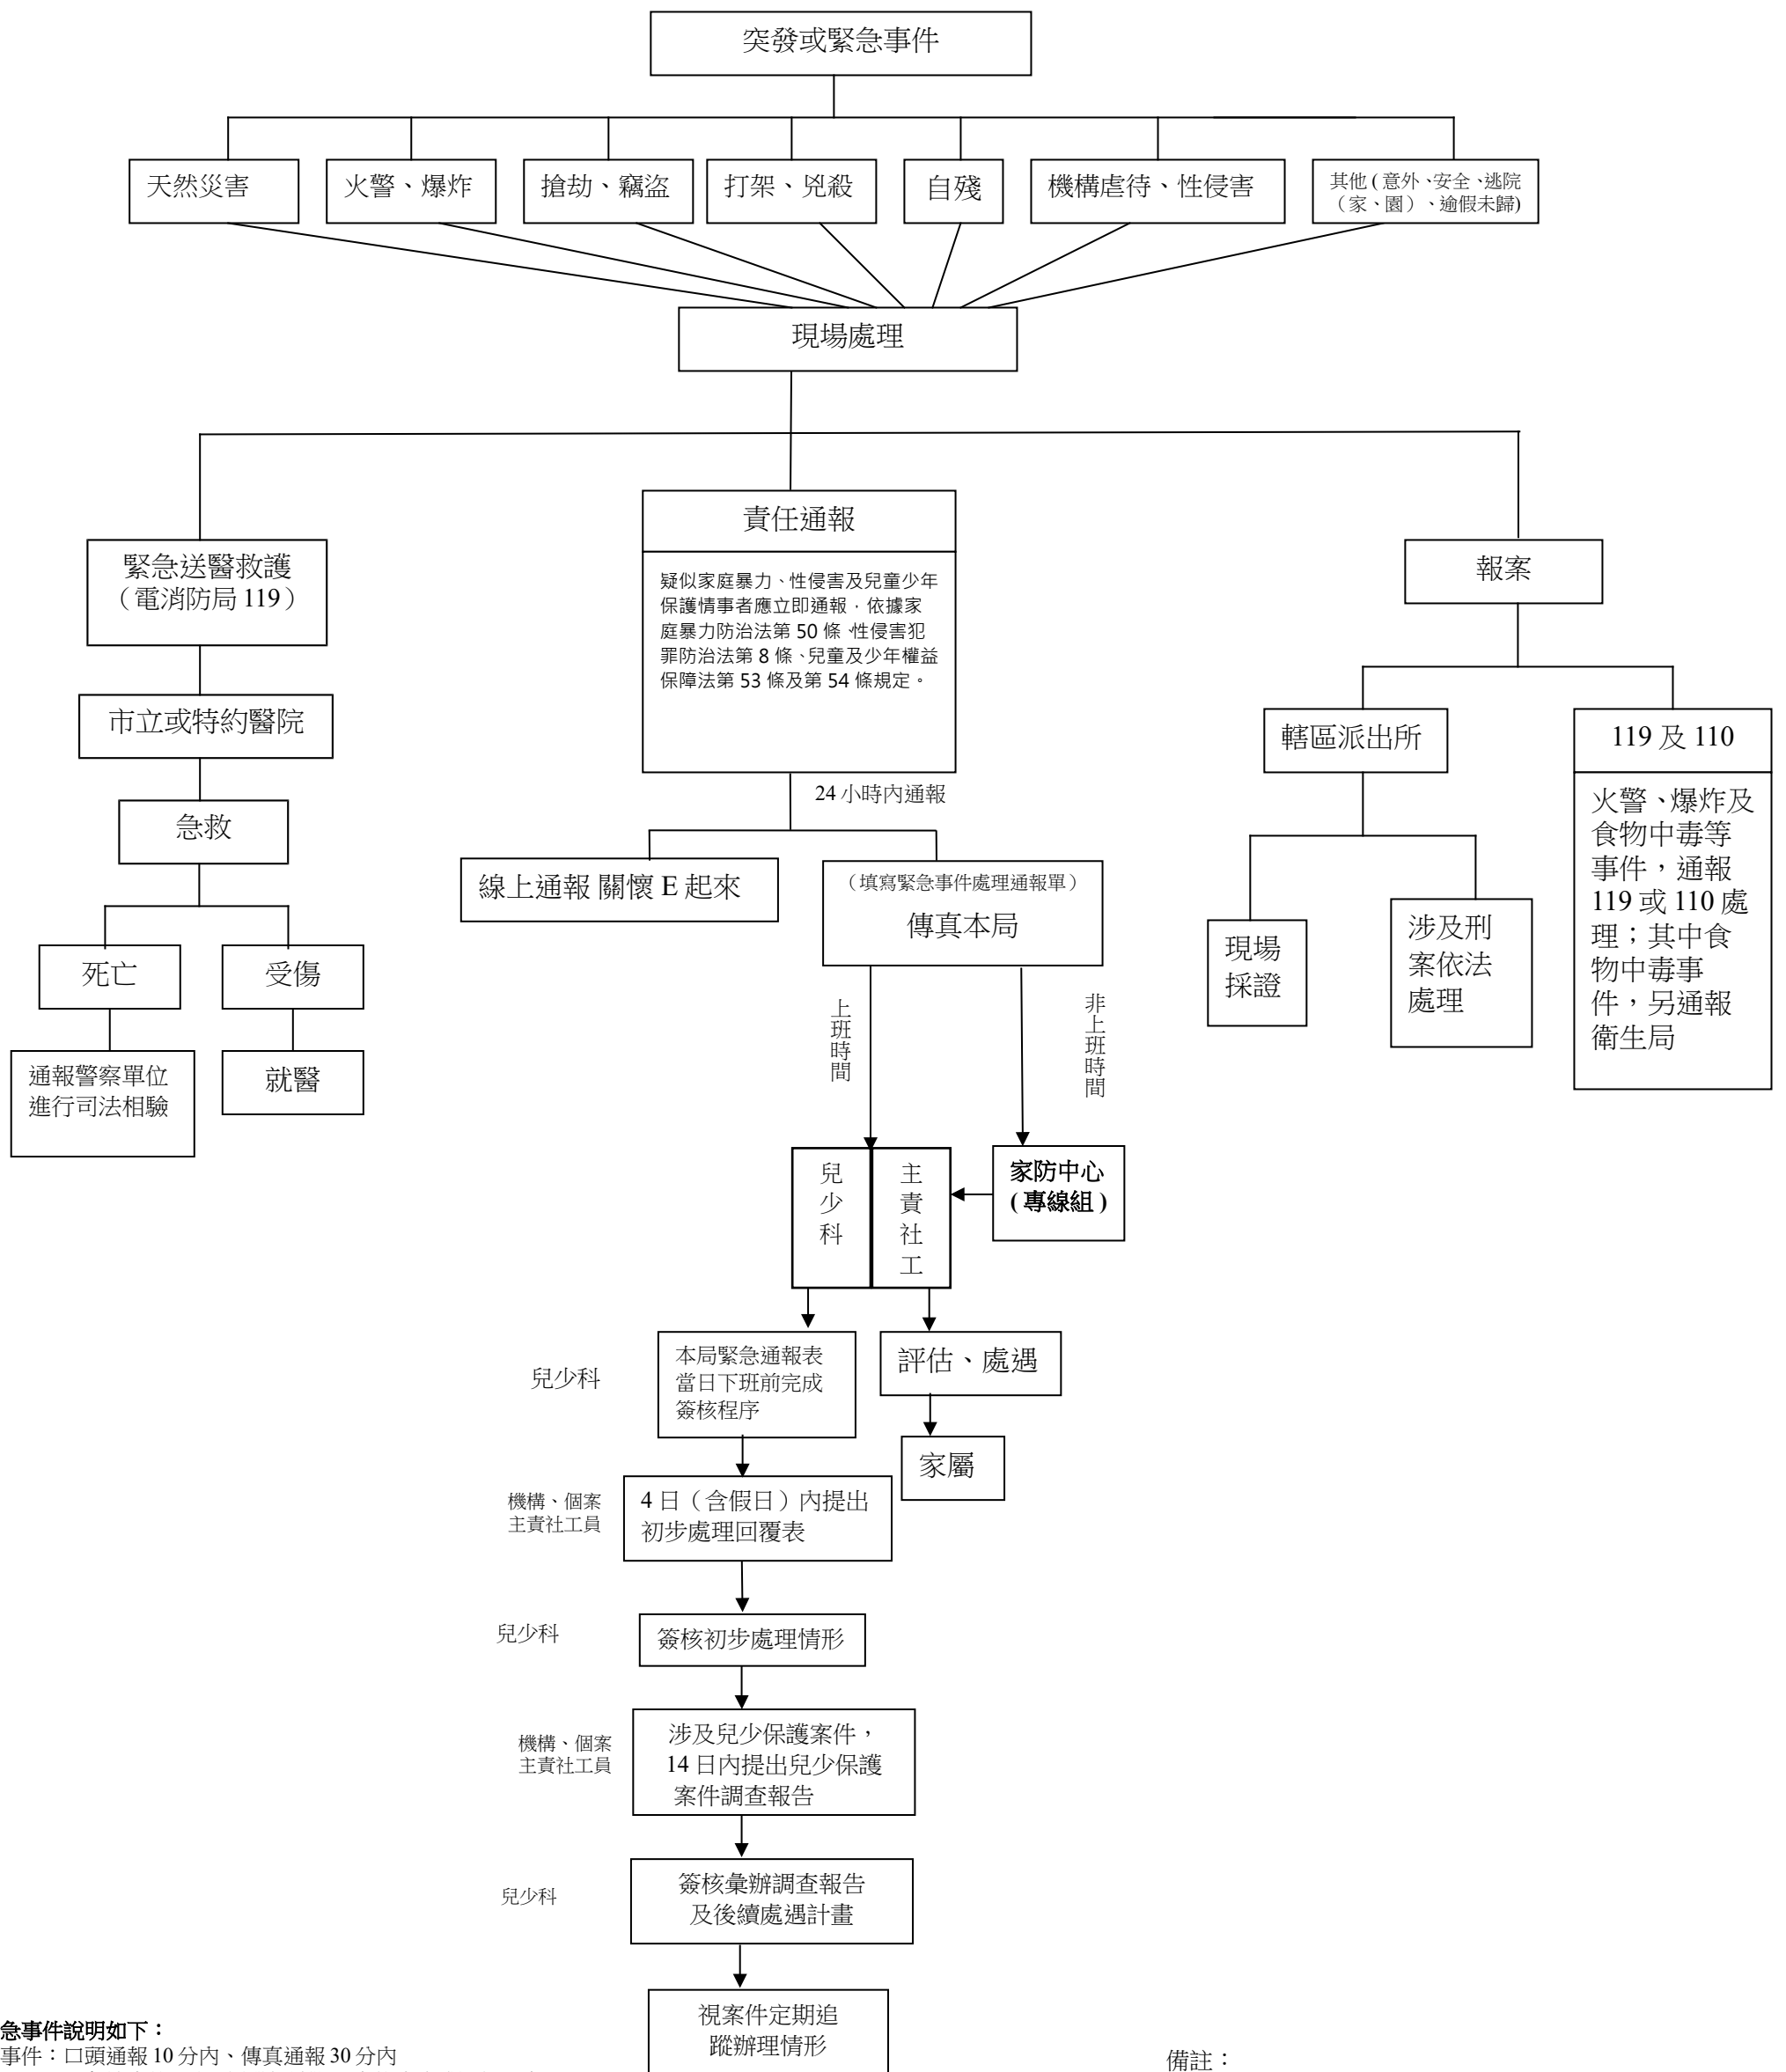 突發或緊急事件
天然災害
火警、爆炸
搶劫、竊盜
打架、兇殺
自殘
機構虐待、性侵害
其他 ( 意外、安全、逃院
（家、園）、逾假未歸)
現場處理
緊急送醫救護
（電消防局 119）
市立或特約醫院
急救
死亡
受傷
通報警察單位
進行司法相驗
就醫
責任通報
疑似家庭暴力、性侵害及兒童少年
保護情事者應立即通報，依據家
庭暴力防治法第 50 條、性侵害犯
罪防治法第 8 條、兒童及少年權益
保障法第 53 條及第 54 條規定。
24 小時內通報
線上通報 關懷 E 起來
（填寫緊急事件處理通報單）
傳真本局
上班時間
非上班時間
兒少科
主責社工
家防中心
( 專線組 )
報案
轄區派出所
現場
採證
涉及刑
案依法
處理
119 及 110
火警、爆炸及
食物中毒等
事件，通報
119 或 110 處
理；其中食
物中毒事
件，另通報
衛生局
兒少科
本局緊急通報表
當日下班前完成
簽核程序
評估、處遇
家屬
機構、個案
主責社工員
4 日（含假日）內提出
初步處理回覆表
兒少科
簽核初步處理情形
機構、個案
主責社工員
涉及兒少保護案件，
14 日內提出兒少保護
案件調查報告
兒少科
簽核彙辦調查報告
及後續處遇計畫
視案件定期追
蹤辦理情形
急事件說明如下：
事件：口頭通報 10 分內、傳真通報 30 分內
備註：